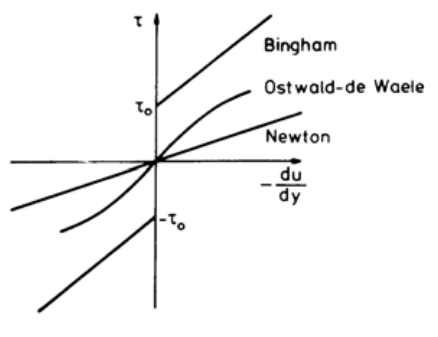 τ
Bingham
Ostwald-de Waele
τ₀
Newton
-du/dy
-τ₀